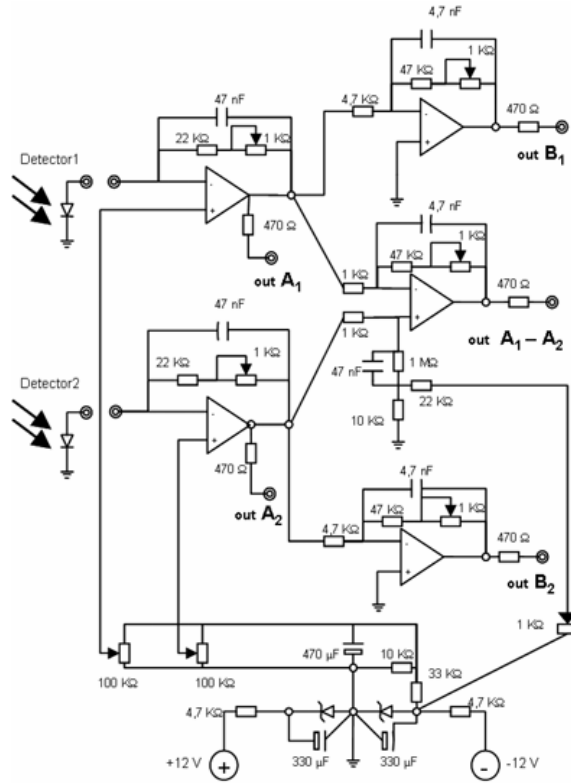 4,7 nF
1 KΩ
47 nF
47 KΩ
4,7 KΩ
22 KΩ
1 KΩ
470 Ω
Detector1
-
+
out B₁
-
+
470 Ω
4,7 nF
1 KΩ
out A₁
47 KΩ
1 KΩ
470 Ω
47 nF
-
+
1 KΩ
out A₁ – A₂
22 KΩ
1 KΩ
1 MΩ
47 nF
Detector2
22 KΩ
-
+
10 KΩ
470 Ω
4,7 nF
1 KΩ
out A₂
47 KΩ
4,7 KΩ
470 Ω
-
+
out B₂
1 KΩ
470 µF
10 KΩ
33 KΩ
100 KΩ
100 KΩ
4,7 KΩ
4,7 KΩ
+12 V
+
330 µF
330 µF
-
-12 V